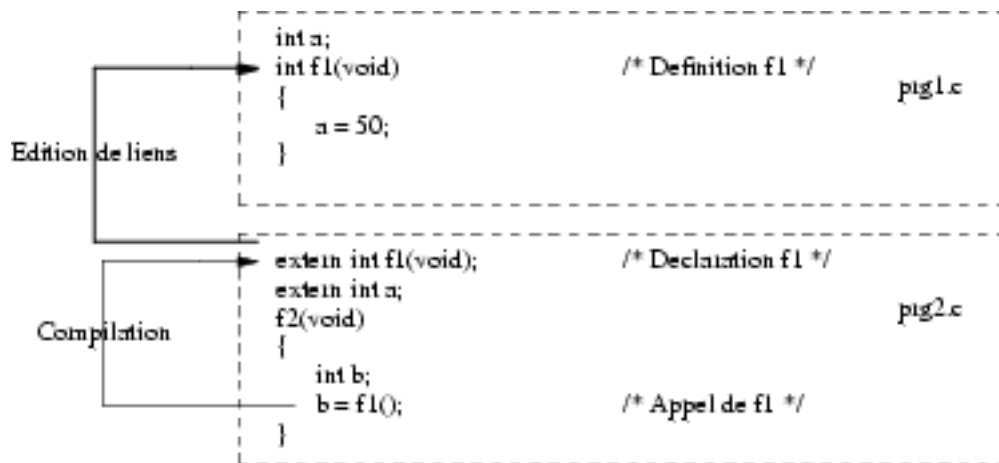 int a;
int f1(void) /* Definition f1 */
{
prg1.c
a = 50;
}
Edition de liens
extern int f1(void); /* Declaration f1 */
extern int a;
f2(void)
prg2.c
{
Compilation
int b;
b = f1(); /* Appel de f1 */
}